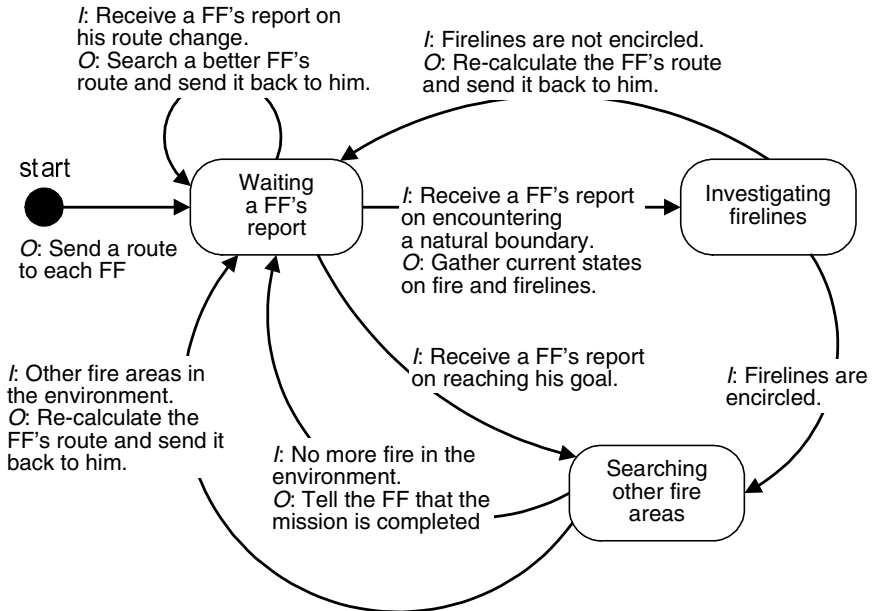 I: Receive a FF's report on
his route change.
O: Search a better FF's
route and send it back to him.
I: Firelines are not encircled.
O: Re-calculate the FF's route
and send it back to him.
start
Waiting
a FF's
report
I: Receive a FF's report
on encountering
a natural boundary.
O: Gather current states
on fire and firelines.
Investigating
firelines
O: Send a route
to each FF
I: Receive a FF's report
on reaching his goal.
I: Firelines are
encircled.
I: Other fire areas in
the environment.
O: Re-calculate the
FF's route and send it
back to him.
I: No more fire in the
environment.
O: Tell the FF that the
mission is completed
Searching
other fire
areas